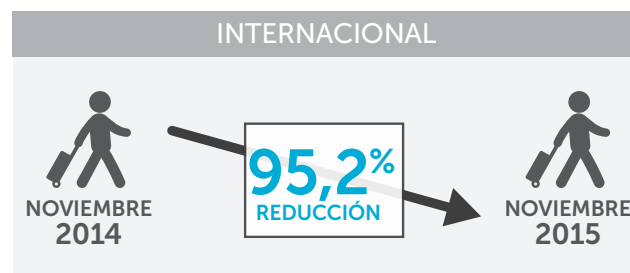 INTERNACIONAL
NOVIEMBRE
2014
95,2%
REDUCCIÓN
NOVIEMBRE
2015